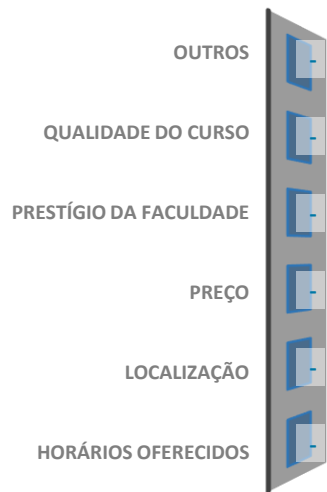 OUTROS
QUALIDADE DO CURSO
PRESTÍGIO DA FACULDADE
PREÇO
LOCALIZAÇÃO
HORÁRIOS OFERECIDOS